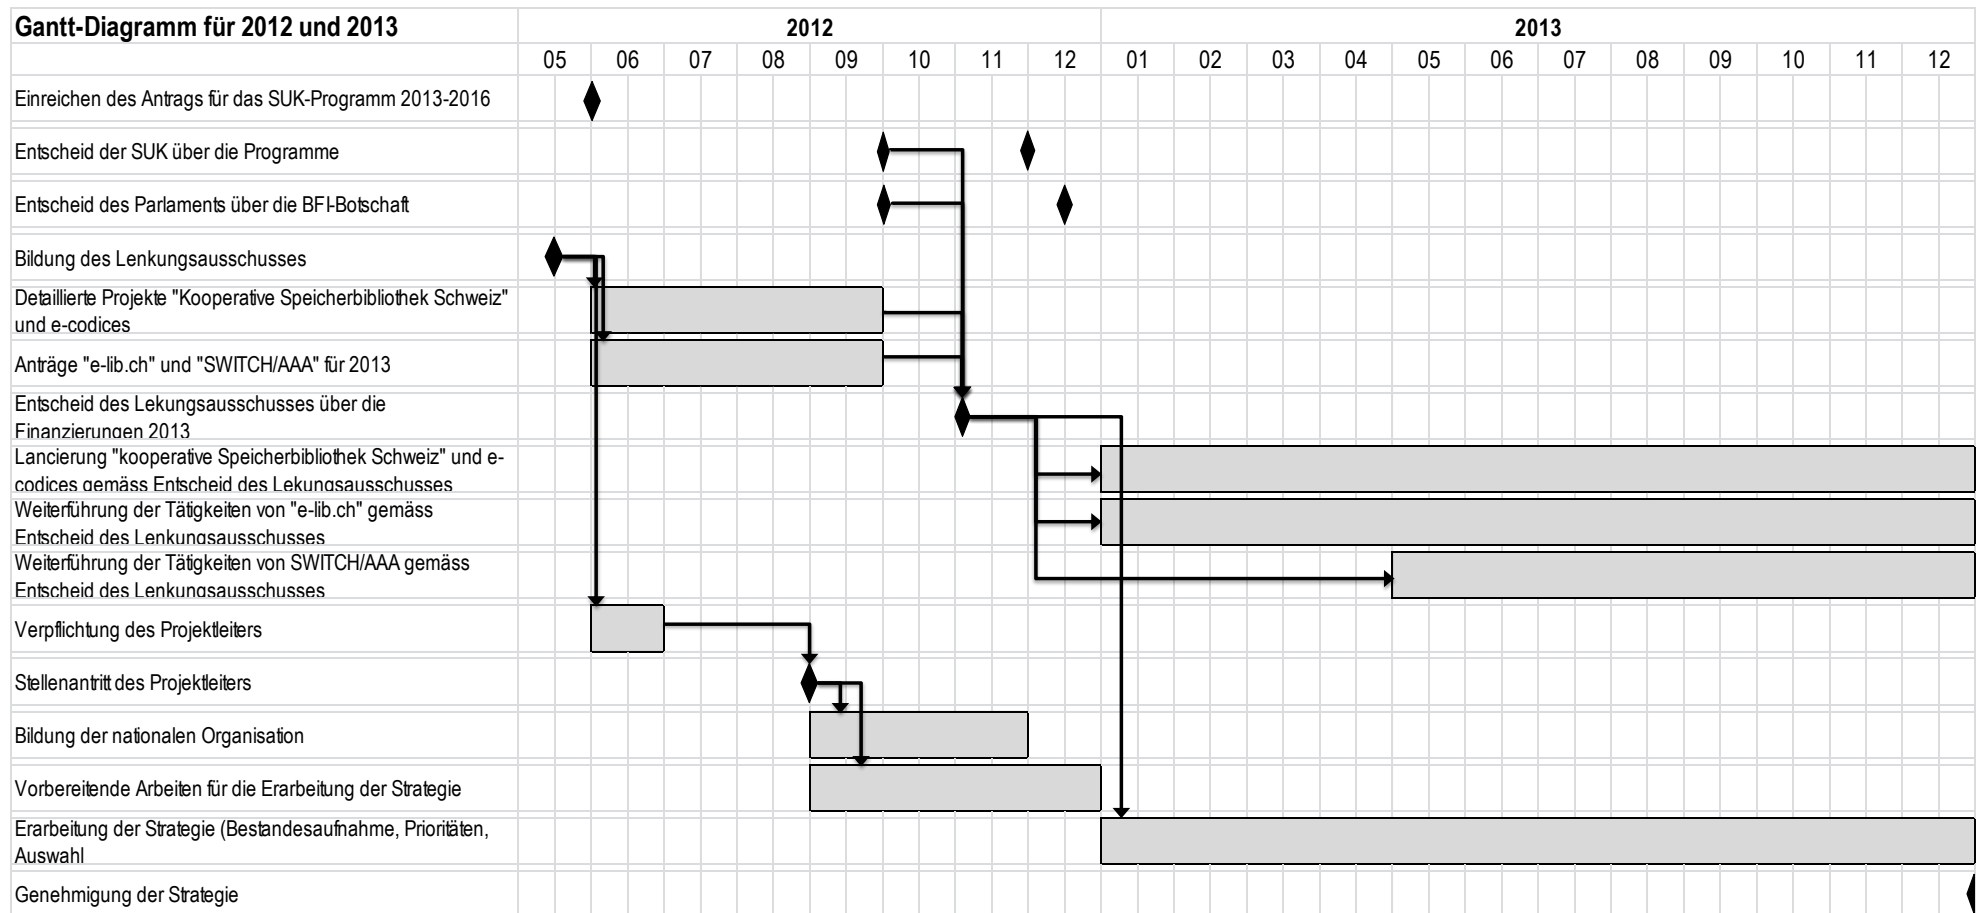 Gantt-Diagramm für 2012 und 2013 2012 2013
05 06 07 08 09 10 11 12 01 02 03 04 05 06 07 08 09 10 11 12
Einreichen des Antrags für das SUK-Programm 2013-2016
Entscheid der SUK über die Programme
Entscheid des Parlaments über die BFI-Botschaft
Bildung des Lenkungsausschusses
Detaillierte Projekte "Kooperative Speicherbibliothek Schweiz"
und e-codices
Anträge "e-lib.ch" und "SWITCH/AAA" für 2013
Entscheid des Lekungsausschusses über die
Finanzierungen 2013
Lancierung "kooperative Speicherbibliothek Schweiz" und e-
codices gemäss Entscheid des Lekungsausschusses
Weiterführung der Tätigkeiten von "e-lib.ch" gemäss
Entscheid des Lenkungsausschusses
Weiterführung der Tätigkeiten von SWITCH/AAA gemäss
Entscheid des Lenkungsausschusses
Verpflichtung des Projektleiters
Stellenantritt des Projektleiters
Bildung der nationalen Organisation
Vorbereitende Arbeiten für die Erarbeitung der Strategie
Erarbeitung der Strategie (Bestandesaufnahme, Prioritäten,
Auswahl
Genehmigung der Strategie